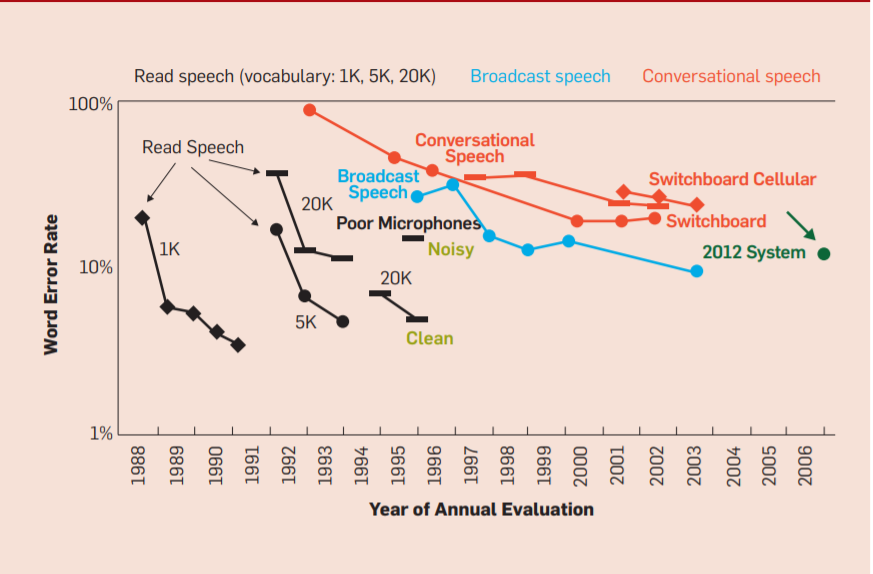 Read speech (vocabulary: 1K, 5K, 20K)
Broadcast speech
Conversational speech
100%
10%
1%
Word Error Rate
Read Speech
1K
20K
5K
Conversational
Speech
Broadcast
Speech
Poor Microphones
Noisy
20K
Clean
Switchboard Cellular
Switchboard
2012 System
1988
1989
1990
1991
1992
1993
1994
1995
1996
1997
1998
1999
2000
2001
2002
2003
2004
2005
2006
Year of Annual Evaluation